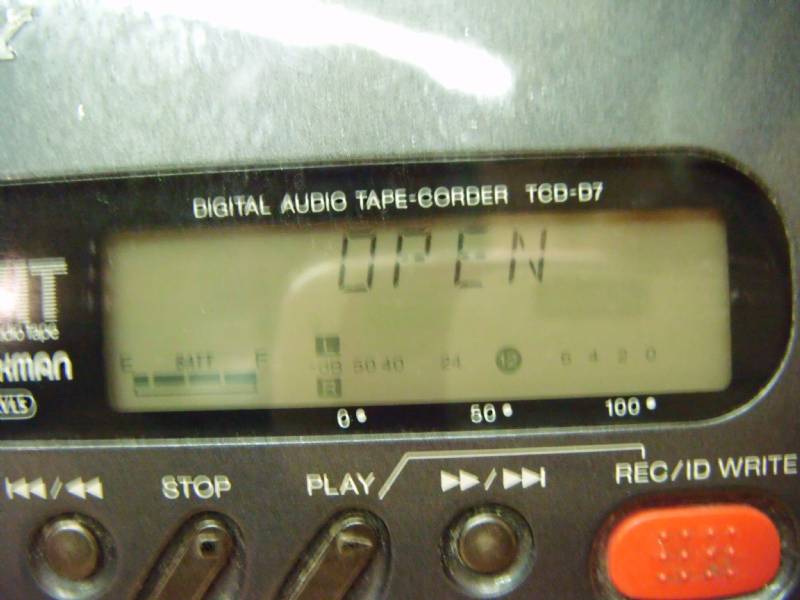 Y
DIGITAL AUDIO TAPE-CORDER TCD-D7
OPEN
E BATT F
L
-dB 50 40 24 12 6 4 2 0
R
0 50 100
STOP PLAY REC/ID WRITE